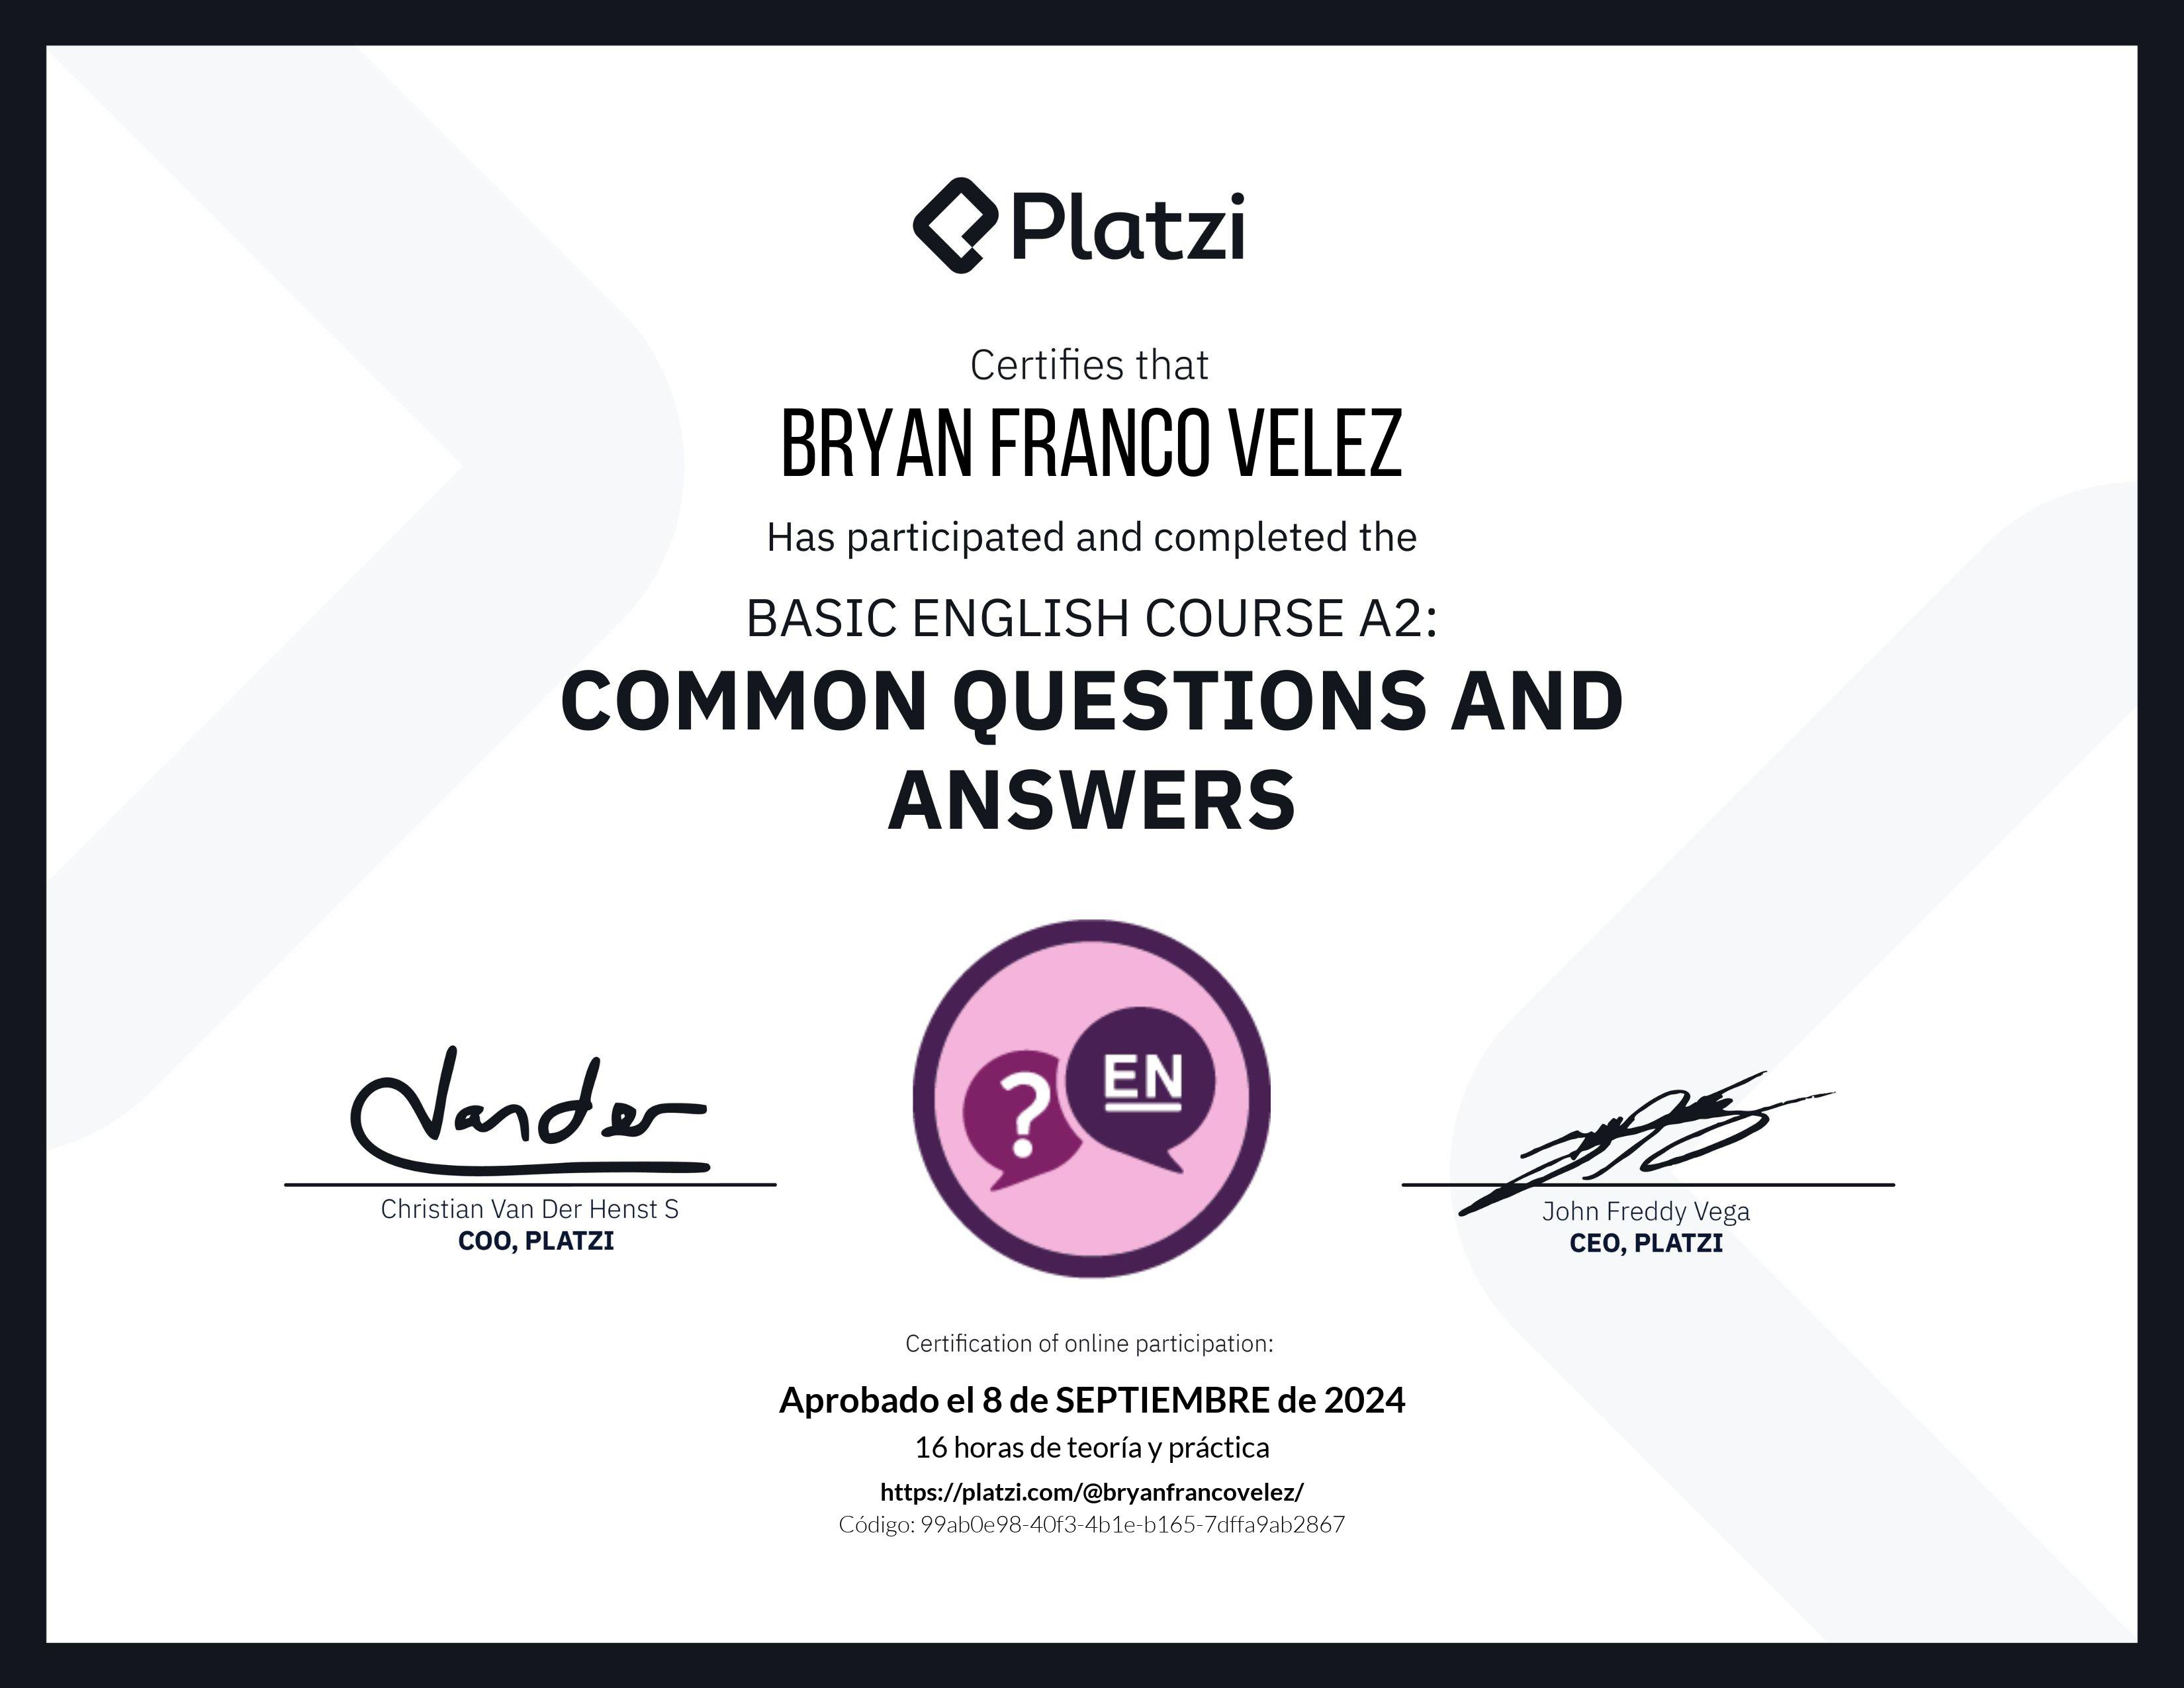 Platzi
Certifies that
BRYAN FRANCO VELEZ
Has participated and completed the
BASIC ENGLISH COURSE A2:
COMMON QUESTIONS AND
ANSWERS
? EN
Vander
Christian Van Der Henst S
COO, PLATZI
John Freddy Vega
CEO, PLATZI
Certification of online participation:
Aprobado el 8 de SEPTIEMBRE de 2024
16 horas de teoría y práctica
https://platzi.com/@bryanfrancovelez/
Código: 99ab0e98-40f3-4b1e-b165-7dffa9ab2867